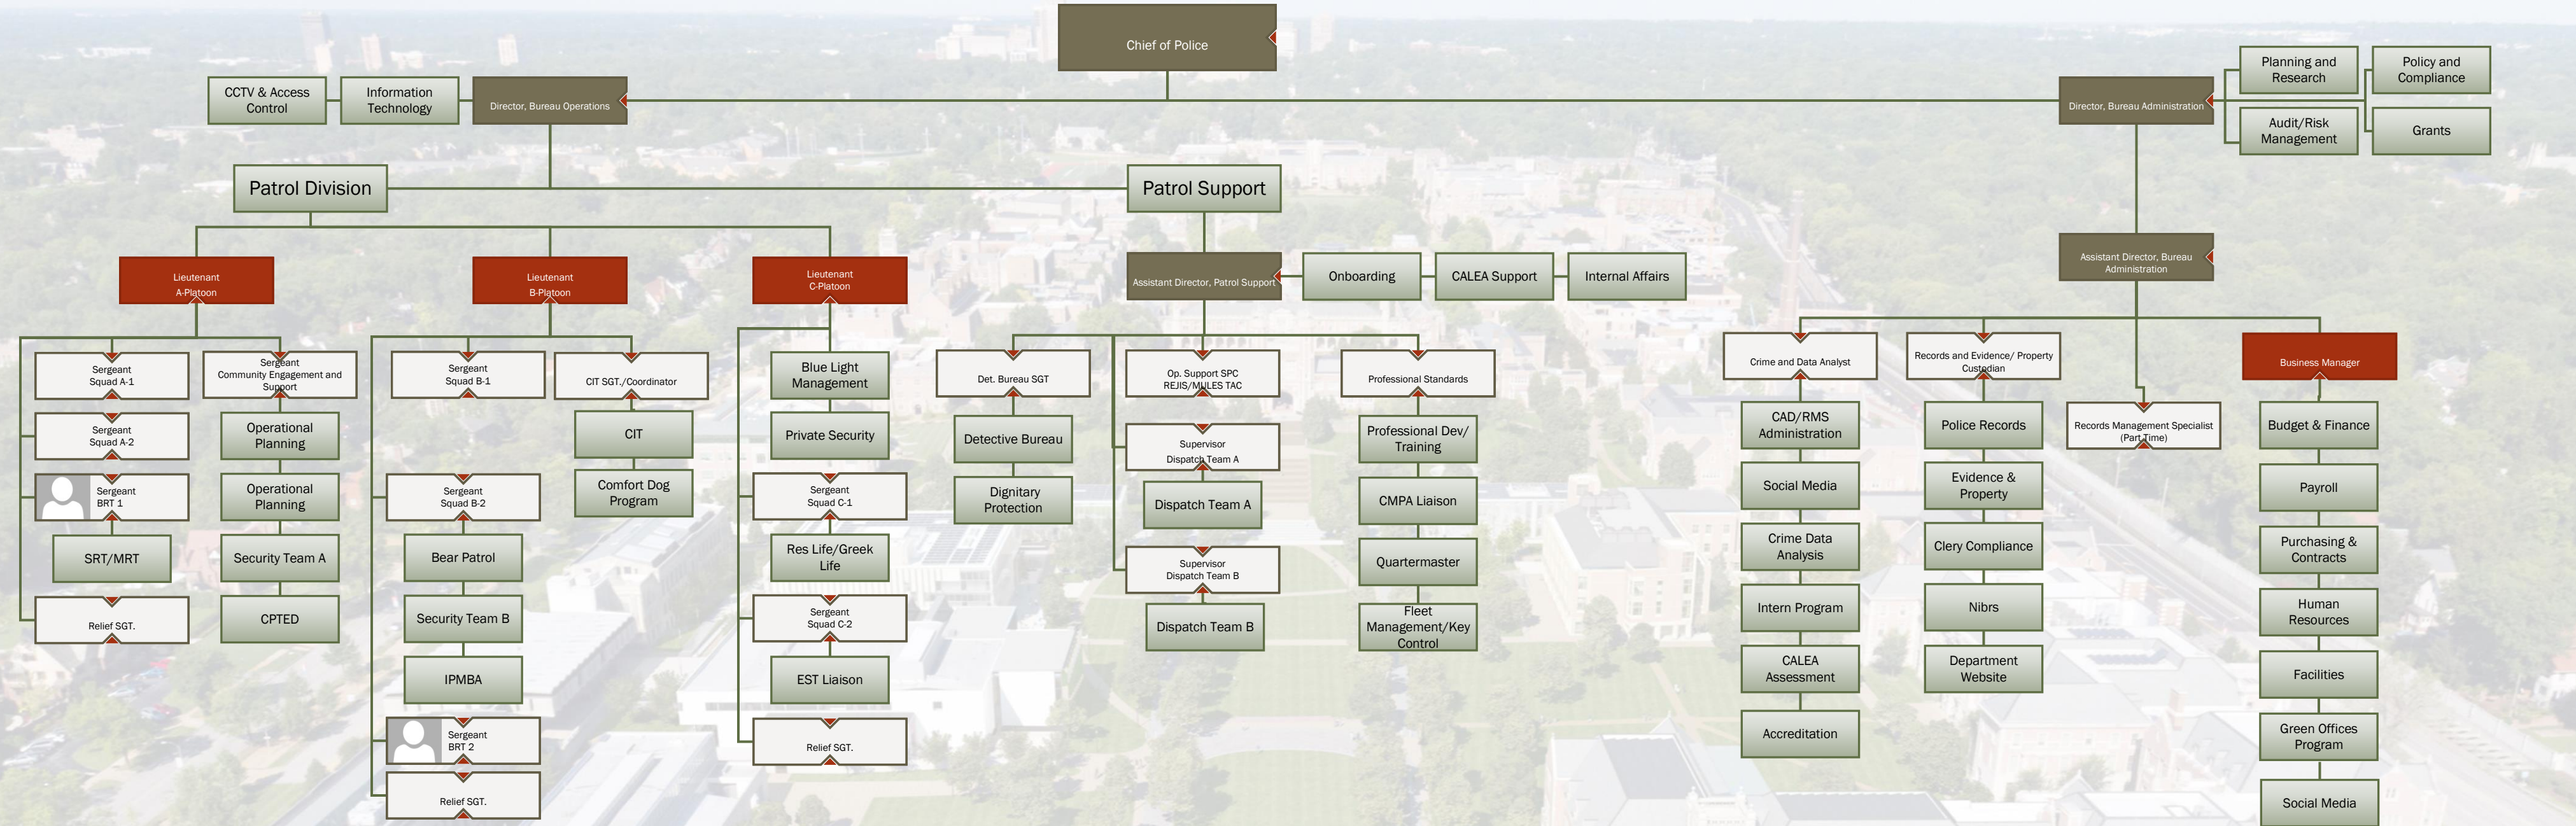 Chief of Police
CCTV & Access
Control
Information
Technology
Director, Bureau Operations
Director, Bureau Administration
Planning and
Research
Policy and
Compliance
Audit/Risk
Management
Grants
Patrol Division
Patrol Support
Lieutenant
A-Platoon
Lieutenant
B-Platoon
Lieutenant
C-Platoon
Assistant Director, Patrol Support
Onboarding
CALEA Support
Internal Affairs
Assistant Director, Bureau
Administration
Sergeant
Squad A-1
Sergeant
Squad A-2
Sergeant
BRT 1
SRT/MRT
Relief SGT.
Sergeant
Community Engagement and
Support
Operational
Planning
Operational
Planning
Security Team A
CPTED
Sergeant
Squad B-1
Sergeant
Squad B-2
Bear Patrol
Security Team B
IPMBA
Sergeant
BRT 2
Relief SGT.
CIT SGT./Coordinator
CIT
Comfort Dog
Program
Blue Light
Management
Private Security
Sergeant
Squad C-1
Res Life/Greek
Life
Sergeant
Squad C-2
EST Liaison
Relief SGT.
Det. Bureau SGT
Detective Bureau
Dignitary
Protection
Op. Support SPC
REJIS/MULES TAC
Supervisor
Dispatch Team A
Dispatch Team A
Supervisor
Dispatch Team B
Dispatch Team B
Professional Standards
Professional Dev/
Training
CMPA Liaison
Quartermaster
Fleet
Management/Key
Control
Crime and Data Analyst
CAD/RMS
Administration
Social Media
Crime Data
Analysis
Intern Program
CALEA
Assessment
Accreditation
Records and Evidence/ Property
Custodian
Police Records
Evidence &
Property
Clery Compliance
Nibrs
Department
Website
Records Management Specialist
(Part Time)
Business Manager
Budget & Finance
Payroll
Purchasing &
Contracts
Human
Resources
Facilities
Green Offices
Program
Social Media